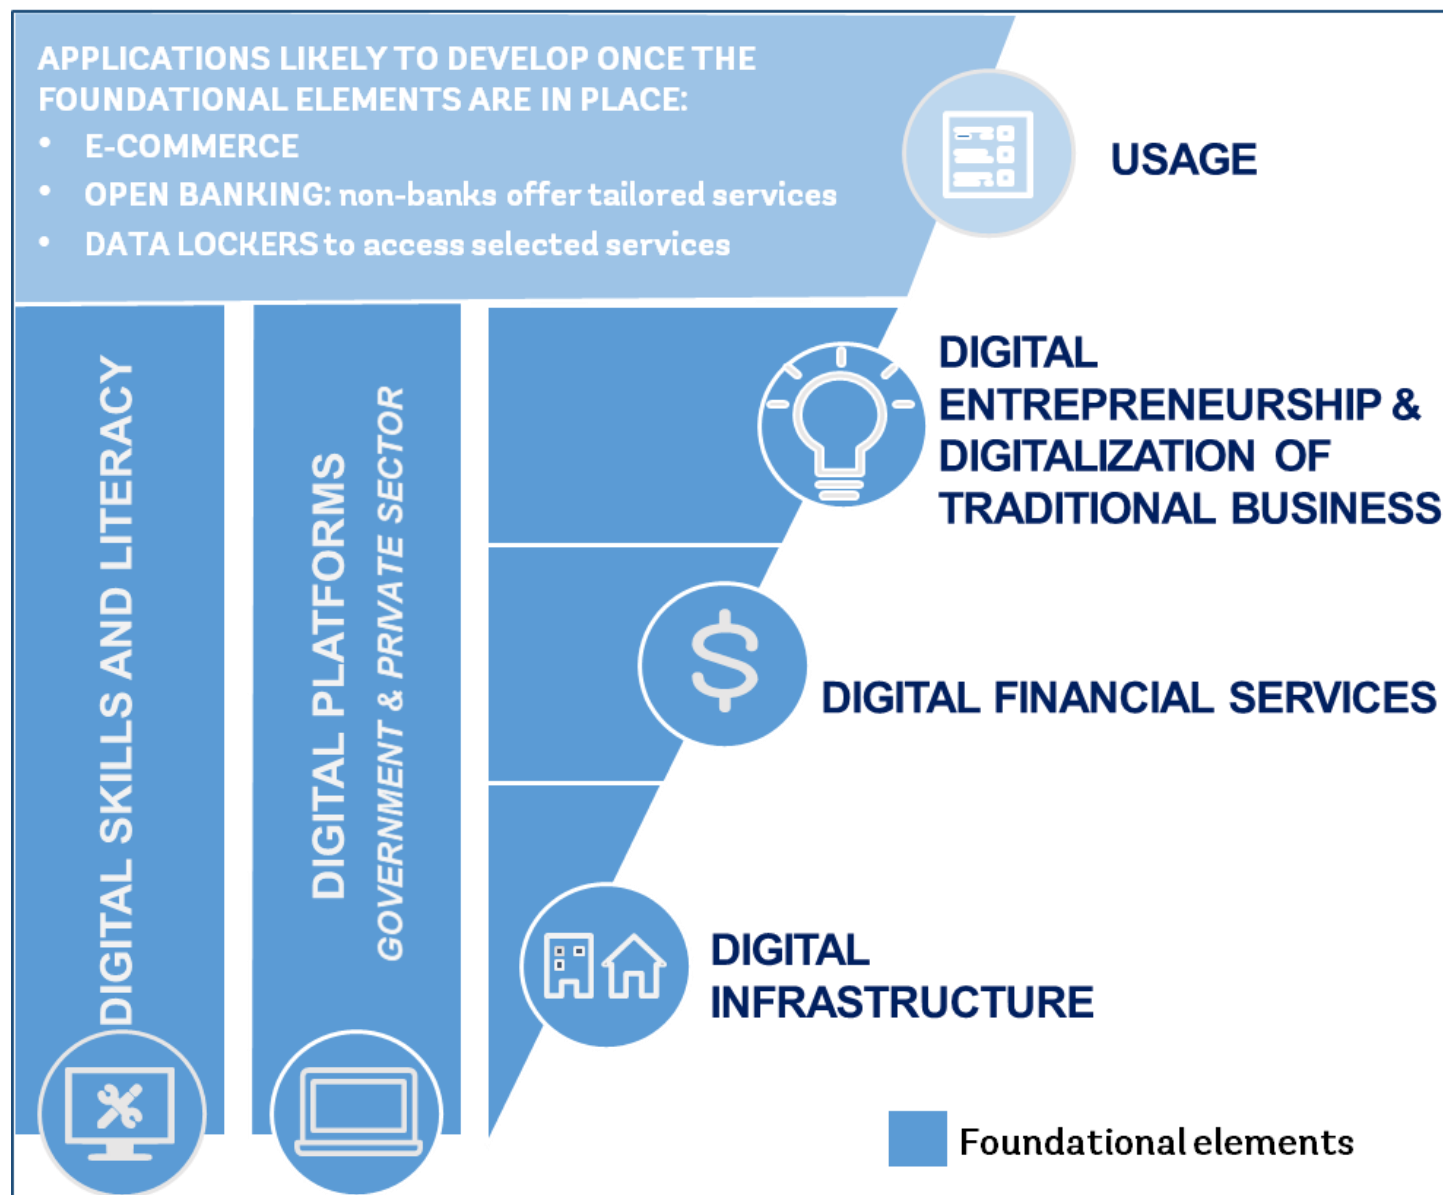 APPLICATIONS LIKELY TO DEVELOP ONCE THE
FOUNDATIONAL ELEMENTS ARE IN PLACE:
• E-COMMERCE
• OPEN BANKING: non-banks offer tailored services
• DATA LOCKERS to access selected services
USAGE
DIGITAL SKILLS AND LITERACY
DIGITAL PLATFORMS
GOVERNMENT & PRIVATE SECTOR
DIGITAL
ENTREPRENEURSHIP &
DIGITALIZATION OF
TRADITIONAL BUSINESS
$
DIGITAL FINANCIAL SERVICES
DIGITAL
INFRASTRUCTURE
Foundational elements